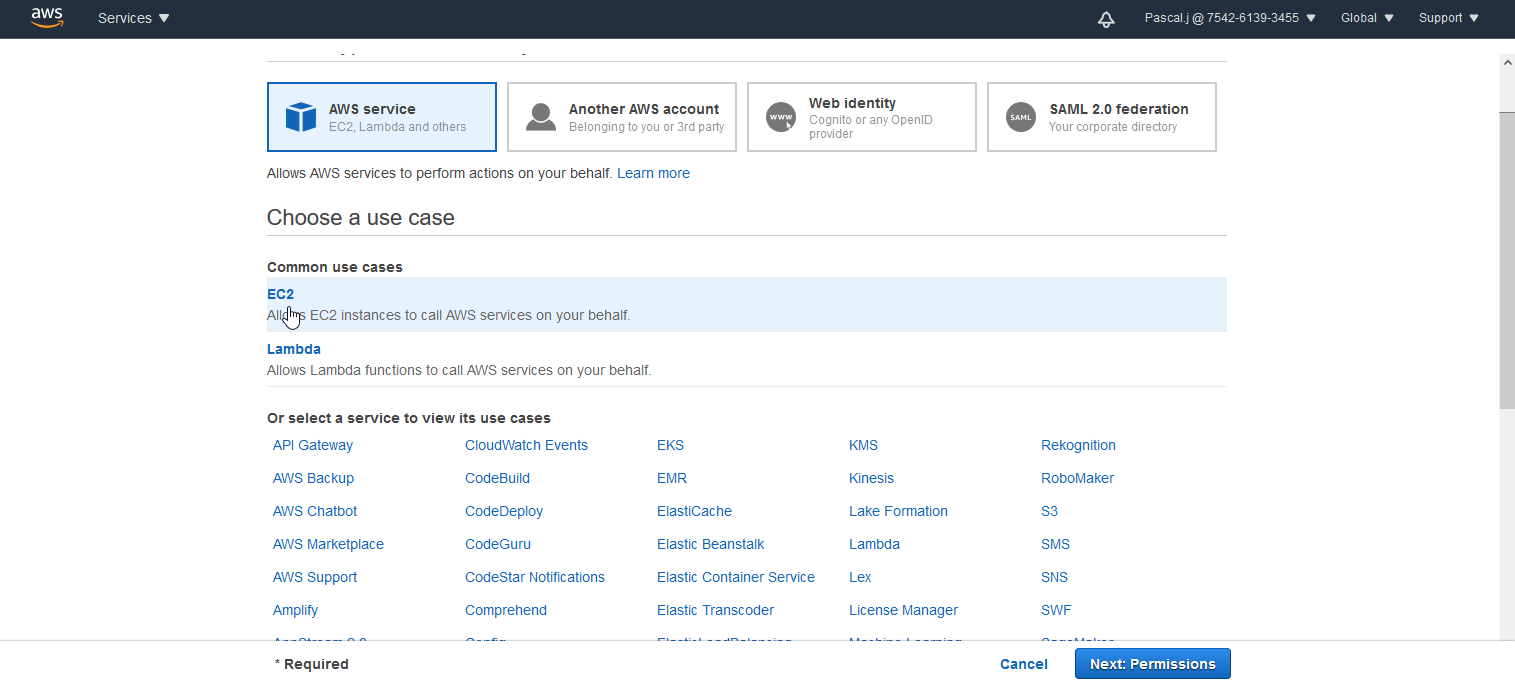 aws Services Pascal.j @ 7542-6139-3455 Global Support
AWS service
EC2, Lambda and others
Another AWS account
Belonging to you or 3rd party
www
Web identity
Cognito or any OpenID
provider
SAML
SAML 2.0 federation
Your corporate directory
Allows AWS services to perform actions on your behalf. Learn more
Choose a use case
Common use cases
EC2
Allows EC2 instances to call AWS services on your behalf.
Lambda
Allows Lambda functions to call AWS services on your behalf.
Or select a service to view its use cases
API Gateway CloudWatch Events EKS KMS Rekognition
AWS Backup CodeBuild EMR Kinesis RoboMaker
AWS Chatbot CodeDeploy ElastiCache Lake Formation S3
AWS Marketplace CodeGuru Elastic Beanstalk Lambda SMS
AWS Support CodeStar Notifications Elastic Container Service Lex SNS
Amplify Comprehend Elastic Transcoder License Manager SWF
* Required Cancel Next: Permissions